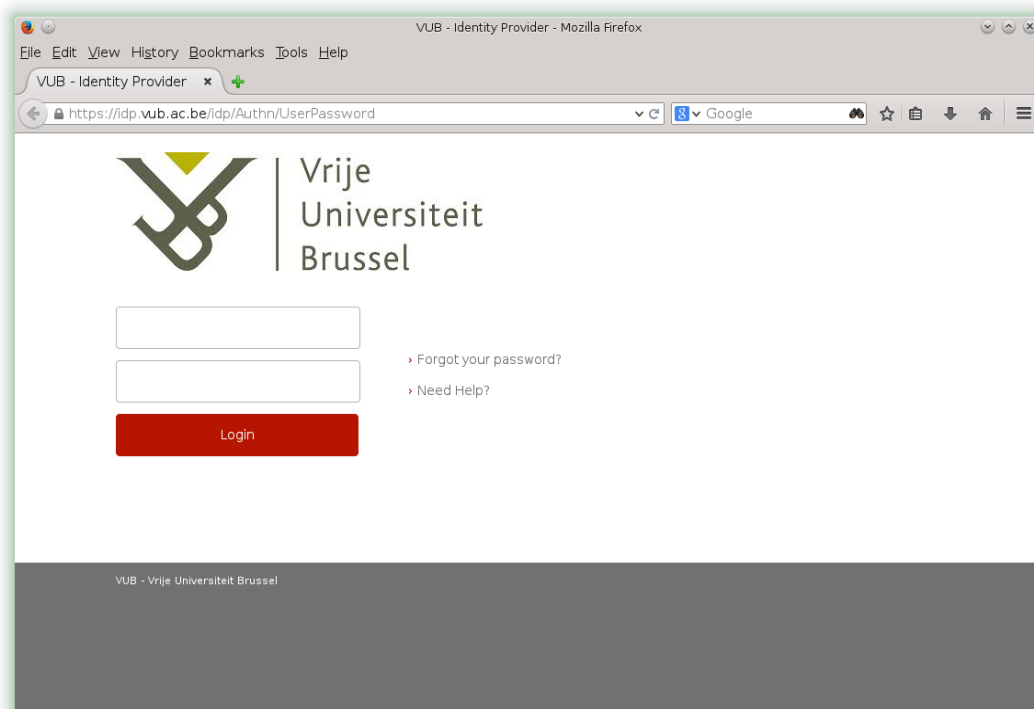 VUB - Identity Provider - Mozilla Firefox
File Edit View History Bookmarks Tools Help
VUB - Identity Provider
https://idp.vub.ac.be/idp/Authn/UserPassword
8 Google
Vrije
Universiteit
Brussel
› Forgot your password?
› Need Help?
Login
VUB - Vrije Universiteit Brussel